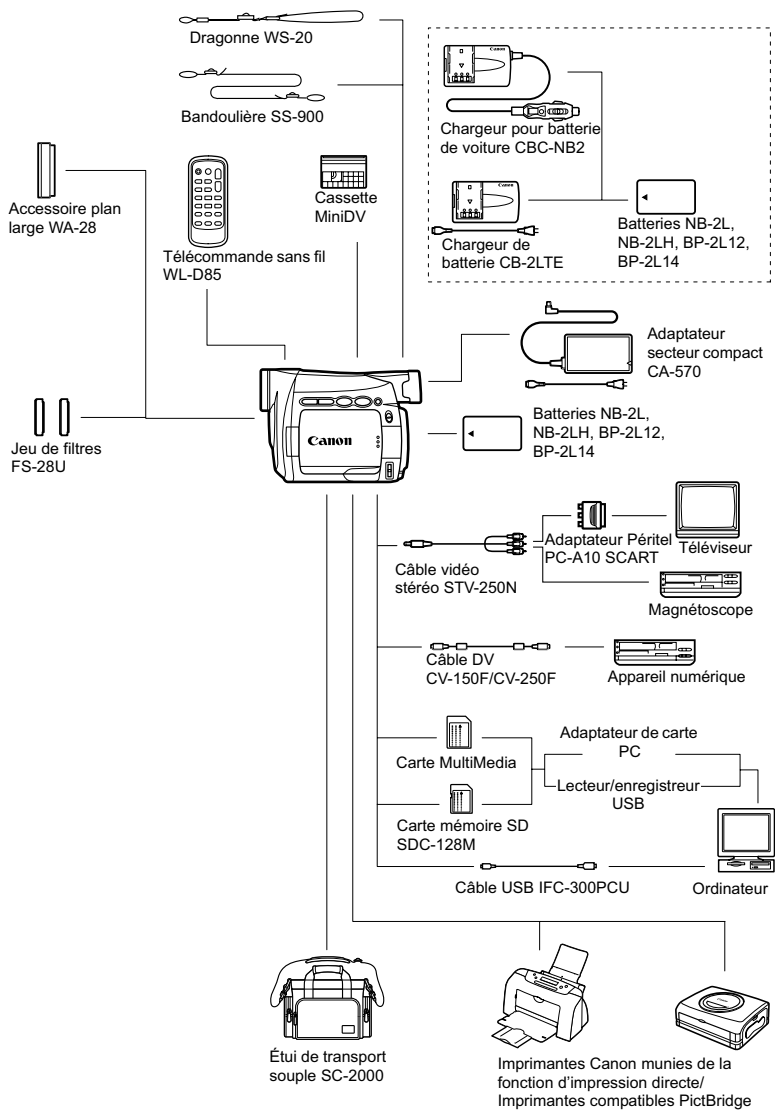 Dragonne WS-20
Bandoulière SS-900
Canon
Chargeur pour batterie
de voiture CBC-NB2
Canon
Chargeur de
batterie CB-2LTE
Batteries NB-2L,
NB-2LH, BP-2L12,
BP-2L14
Accessoire plan
large WA-28
Télécommande sans fil
WL-D85
Cassette
MiniDV
Adaptateur
secteur compact
CA-570
Jeu de filtres
FS-28U
Canon
Batteries NB-2L,
NB-2LH, BP-2L12,
BP-2L14
Câble vidéo
stéréo STV-250N
Adaptateur Péritel
PC-A10 SCART
Téléviseur
Magnétoscope
Câble DV
CV-150F/CV-250F
Appareil numérique
Carte MultiMedia
Adaptateur de carte
PC
Lecteur/enregistreur
USB
Carte mémoire SD
SDC-128M
Câble USB IFC-300PCU
Ordinateur
Étui de transport
souple SC-2000
Imprimantes Canon munies de la
fonction d'impression directe/
Imprimantes compatibles PictBridge